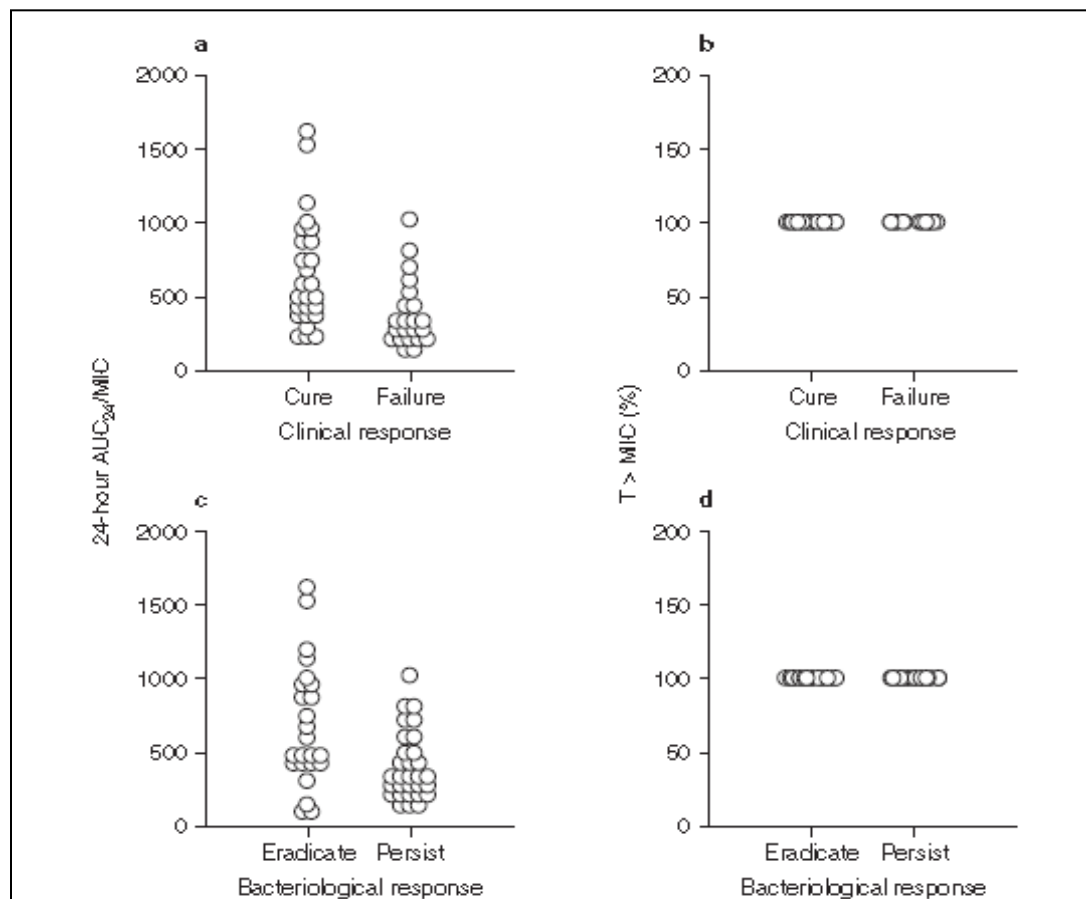 a
2000
1500
1000
500
0
Cure Failure
Clinical response
b
200
150
100
50
0
Cure Failure
Clinical response
24-hour AUC24/MIC
T > MIC (%)
c
2000
1500
1000
500
0
Eradicate Persist
Bacteriological response
d
200
150
100
50
0
Eradicate Persist
Bacteriological response